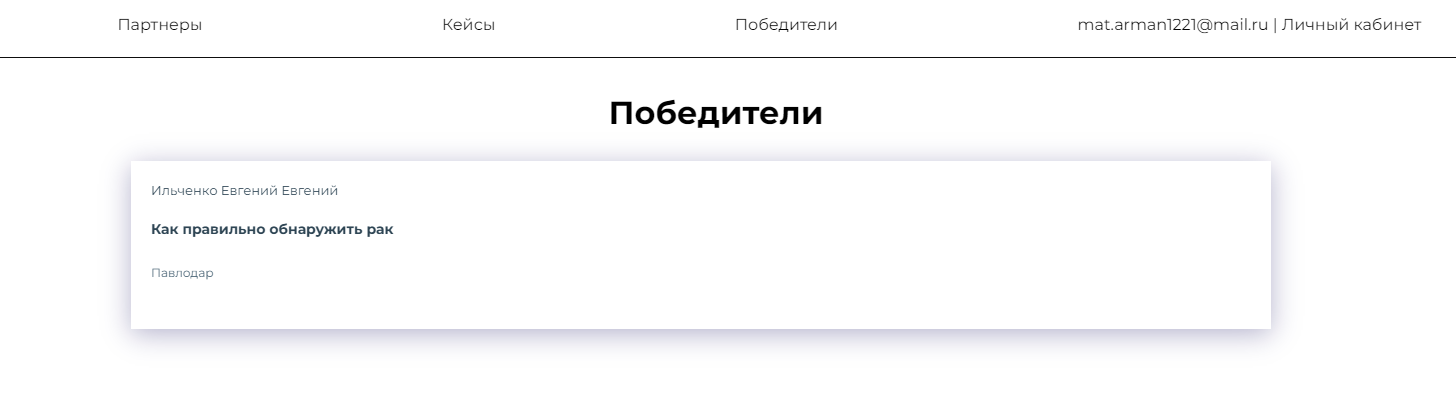 Партнеры Кейсы Победители mat.arman1221@mail.ru | Личный кабинет
Победители
Ильченко Евгений Евгений
Как правильно обнаружить рак
Павлодар